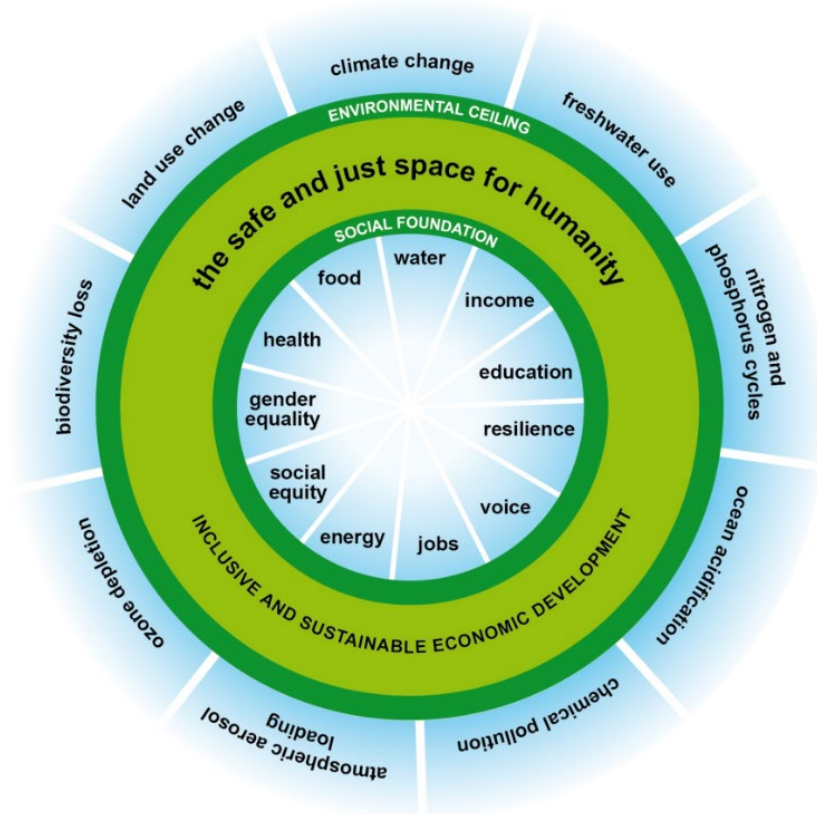 climate change
freshwater use
nitrogen and
phosphorus cycles
ocean acidification
chemical pollution
atmospheric aerosol
loading
ozone depletion
biodiversity loss
land use change
ENVIRONMENTAL CEILING
the safe and just space for humanity
SOCIAL FOUNDATION
water
income
education
resilience
voice
jobs
energy
social
equity
gender
equality
health
food
INCLUSIVE AND SUSTAINABLE ECONOMIC DEVELOPMENT